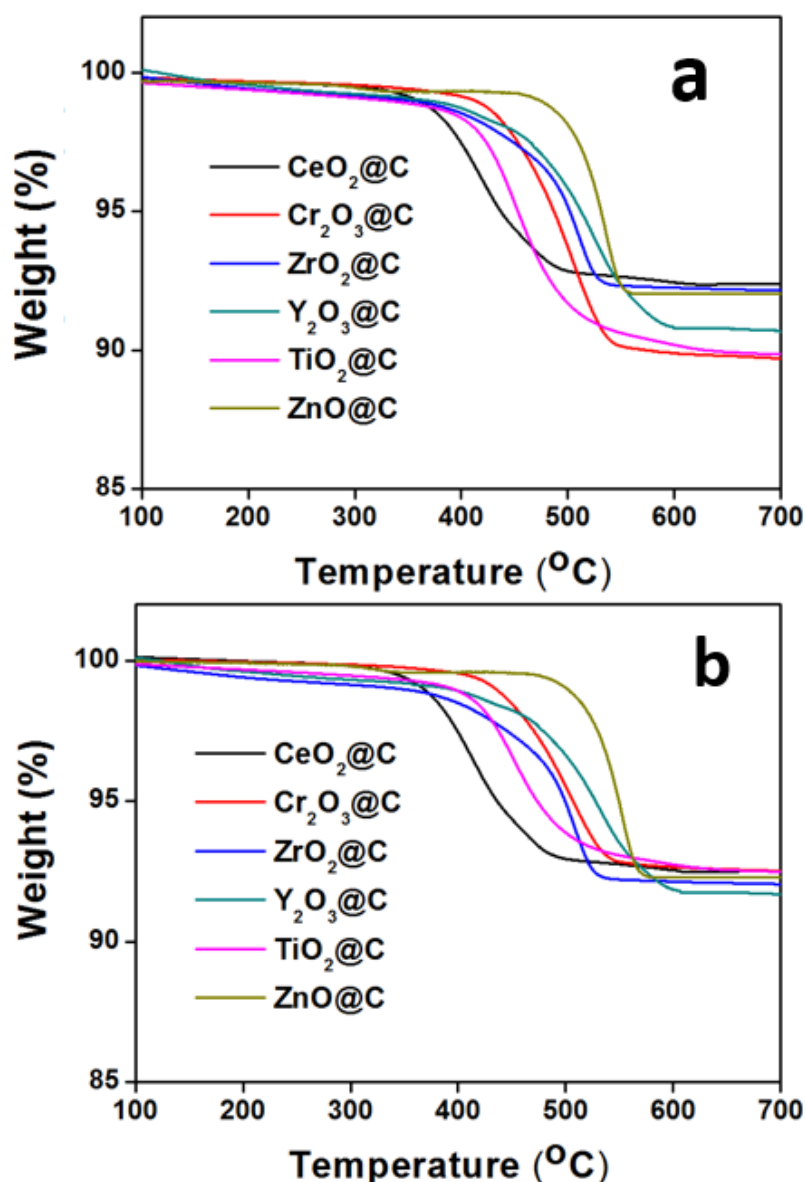 a
100
95
90
85
Weight (%)
CeO₂@C
Cr₂O₃@C
ZrO₂@C
Y₂O₃@C
TiO₂@C
ZnO@C
100 200 300 400 500 600 700
Temperature (ᴼC)
b
100
95
90
85
Weight (%)
CeO₂@C
Cr₂O₃@C
ZrO₂@C
Y₂O₃@C
TiO₂@C
ZnO@C
100 200 300 400 500 600 700
Temperature (ᴼC)